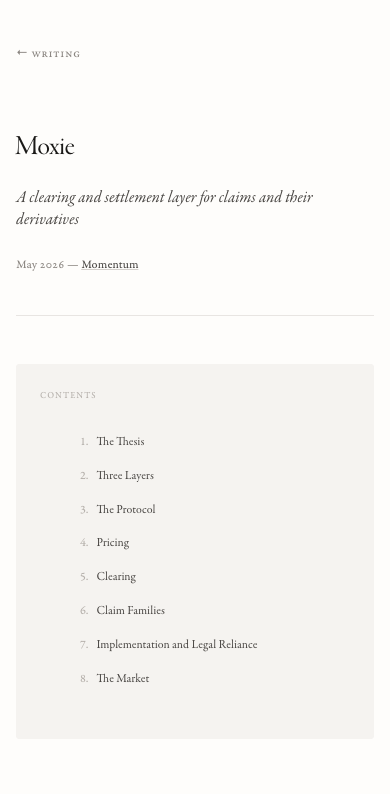 ← WRITING
Moxie
A clearing and settlement layer for claims and their
derivatives
May 2026 — Momentum
CONTENTS
1. The Thesis
2. Three Layers
3. The Protocol
4. Pricing
5. Clearing
6. Claim Families
7. Implementation and Legal Reliance
8. The Market